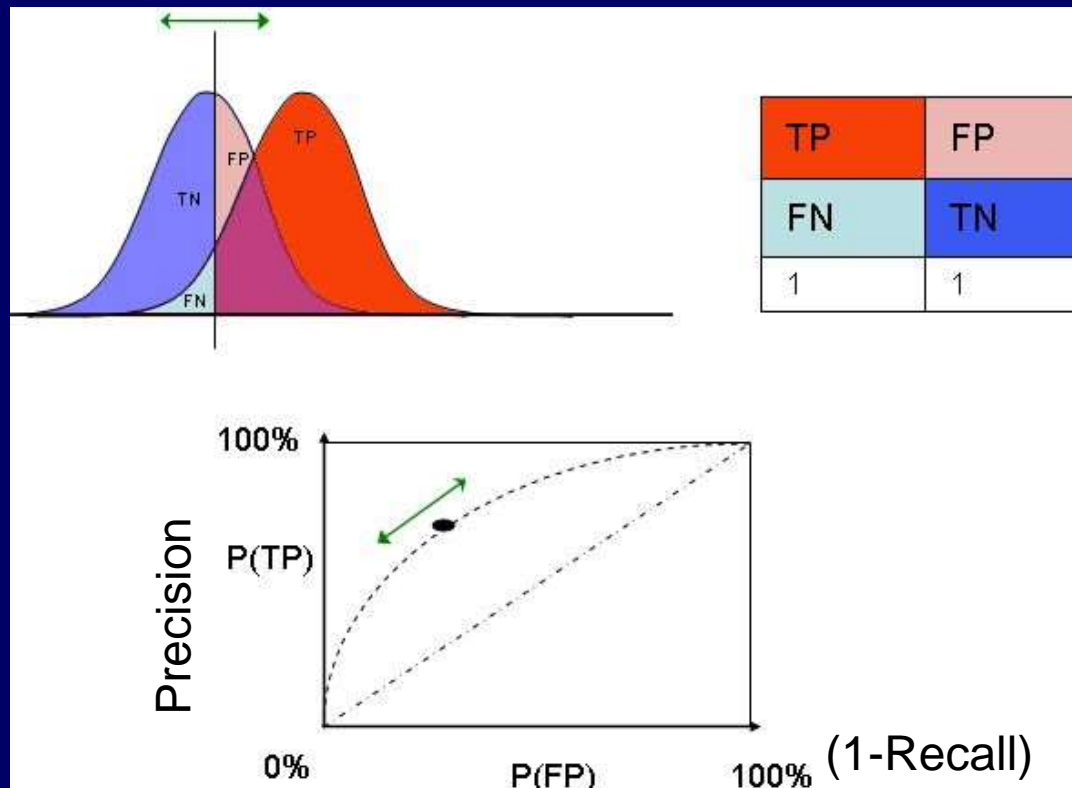 TP
FP
TN
FN
TP FP
FN TN
1 1
100%
P(TP)
Precision
0%
P(FP)
100%
(1-Recall)